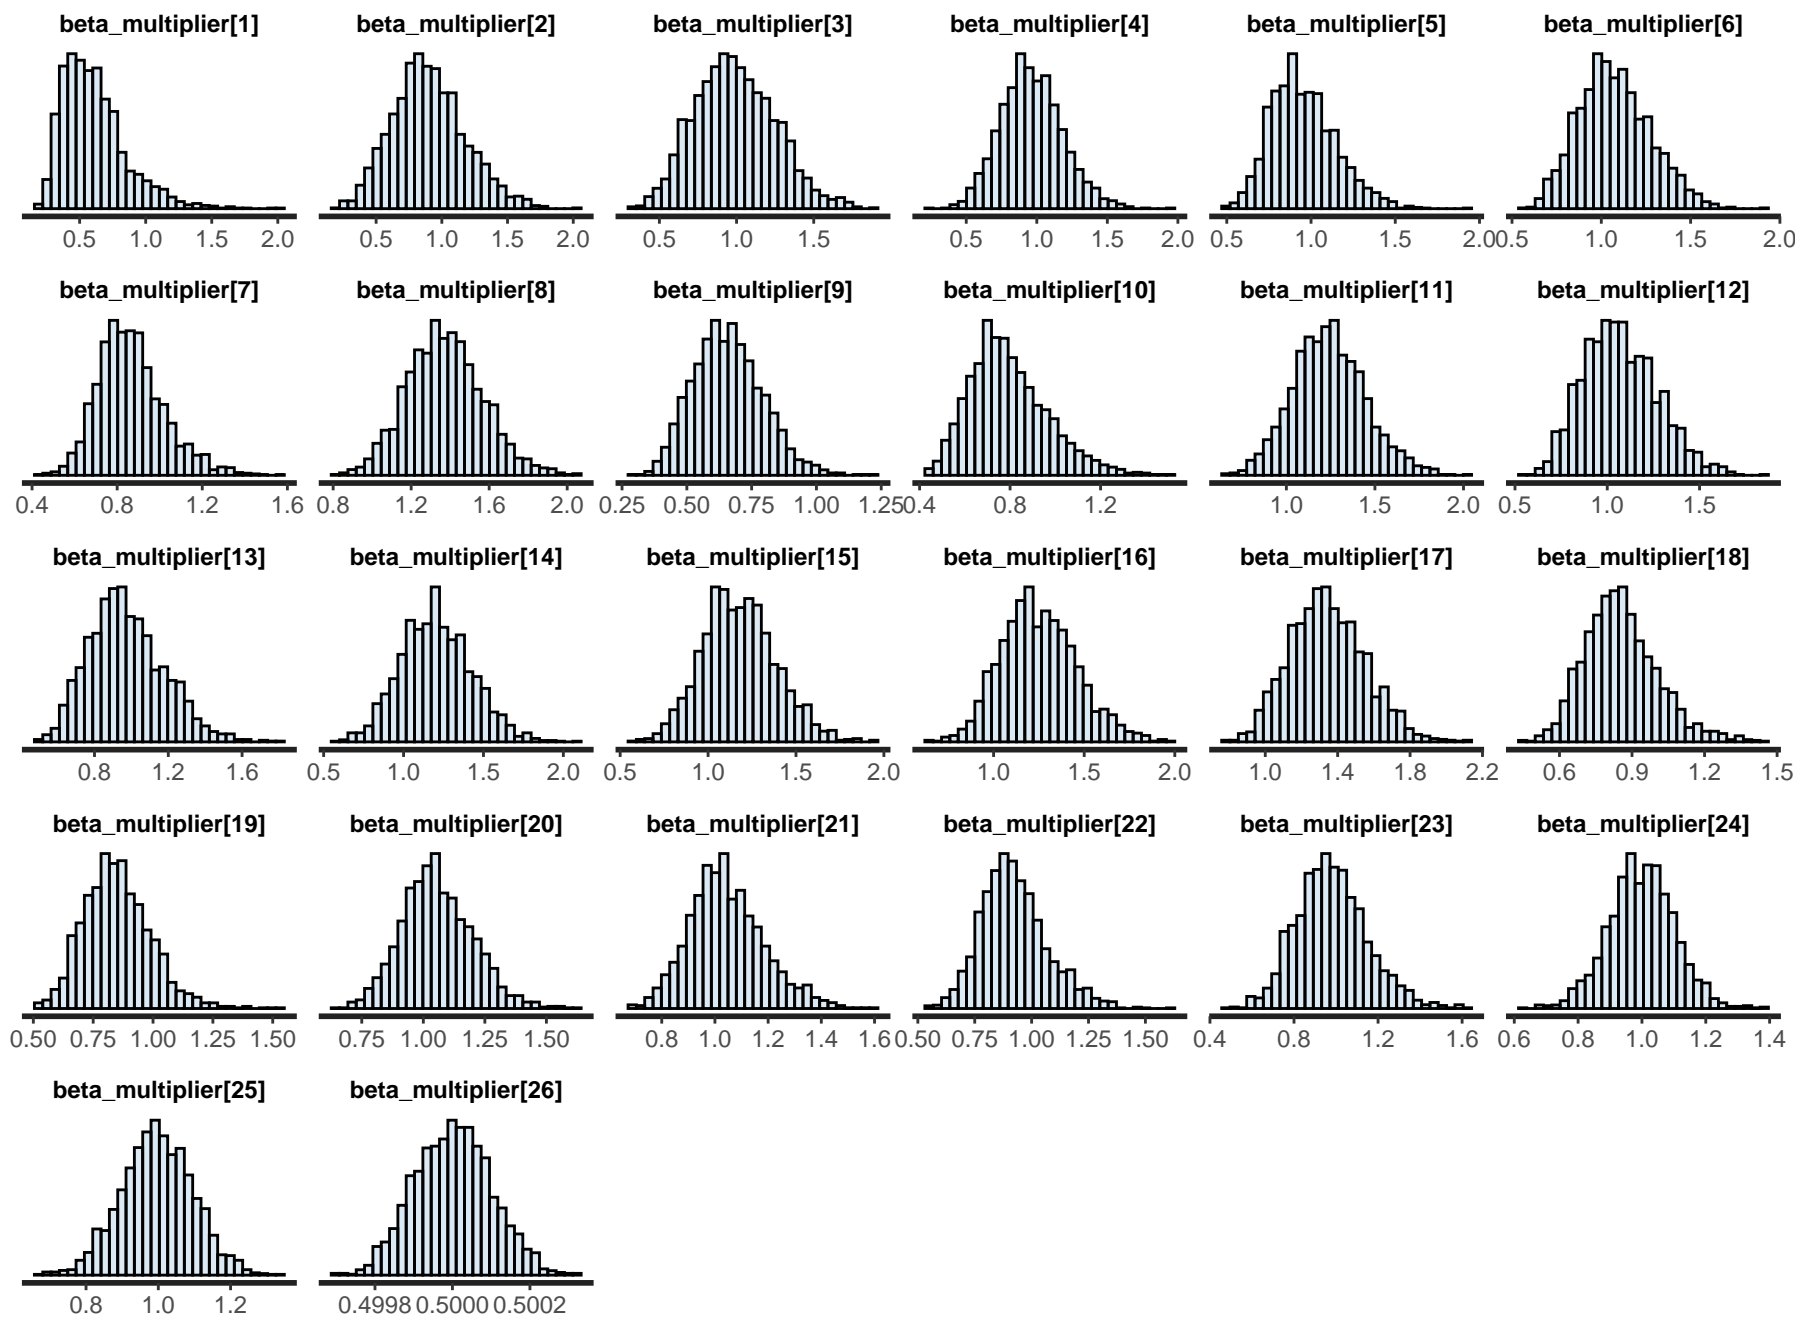 beta_multiplier[1] beta_multiplier[2] beta_multiplier[3] beta_multiplier[4] beta_multiplier[5] beta_multiplier[6]
0.5 1.0 1.5 2.0 0.5 1.0 1.5 2.0 0.5 1.0 1.5 0.5 1.0 1.5 2.0 0.5 1.0 1.5 2.0 0.5 1.0 1.5 2.0
beta_multiplier[7] beta_multiplier[8] beta_multiplier[9] beta_multiplier[10] beta_multiplier[11] beta_multiplier[12]
0.4 0.8 1.2 1.6 0.8 1.2 1.6 2.0 0.25 0.50 0.75 1.00 1.25 0.4 0.8 1.2 1.0 1.5 2.0 0.5 1.0 1.5
beta_multiplier[13] beta_multiplier[14] beta_multiplier[15] beta_multiplier[16] beta_multiplier[17] beta_multiplier[18]
0.8 1.2 1.6 0.5 1.0 1.5 2.0 0.5 1.0 1.5 2.0 1.0 1.5 2.0 1.0 1.4 1.8 2.2 0.6 0.9 1.2 1.5
beta_multiplier[19] beta_multiplier[20] beta_multiplier[21] beta_multiplier[22] beta_multiplier[23] beta_multiplier[24]
0.50 0.75 1.00 1.25 1.50 0.75 1.00 1.25 1.50 0.8 1.0 1.2 1.4 1.6 0.50 0.75 1.00 1.25 1.50 0.4 0.8 1.2 1.6 0.6 0.8 1.0 1.2 1.4
beta_multiplier[25] beta_multiplier[26]
0.8 1.0 1.2 0.4998 0.5000 0.5002